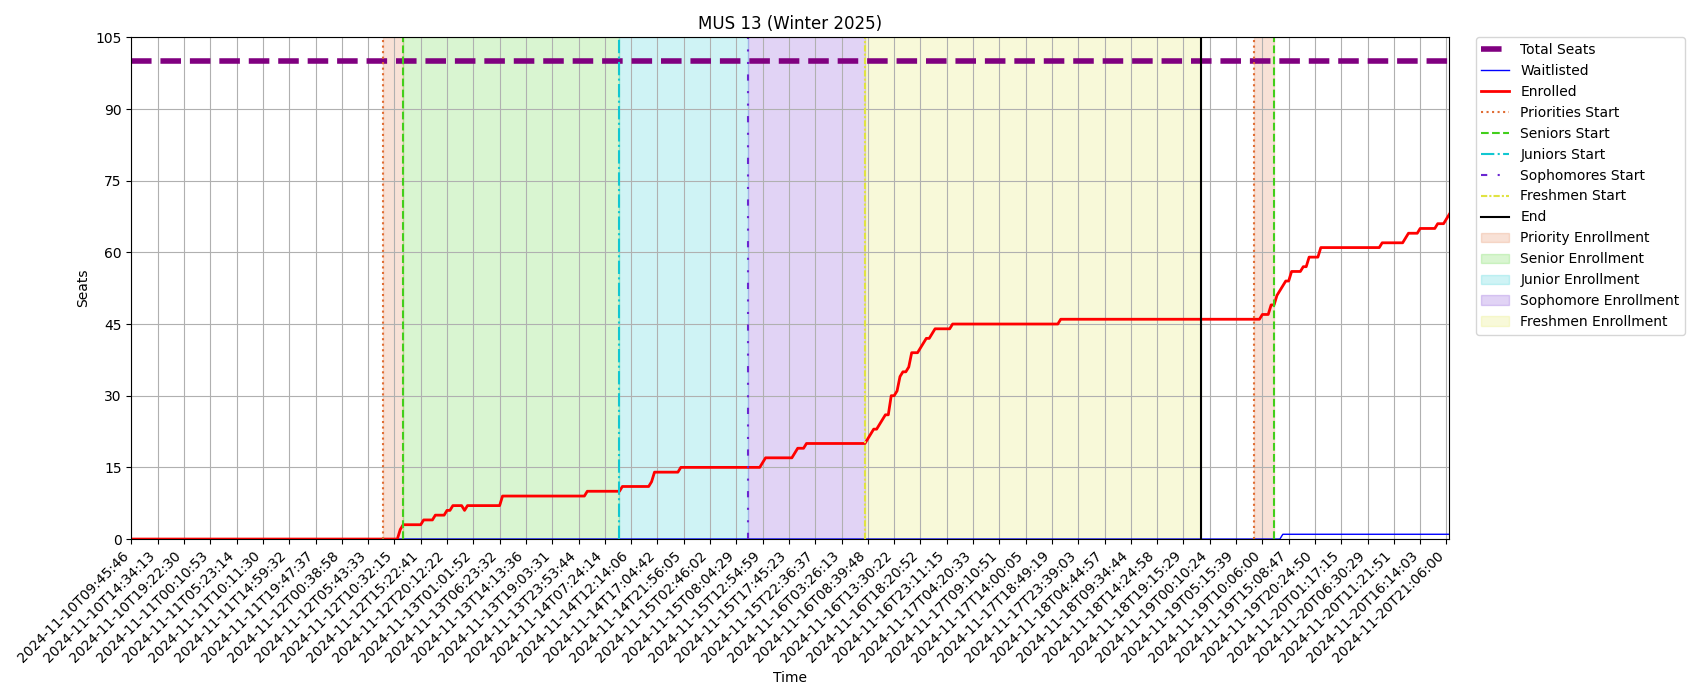 MUS 13 (Winter 2025)
105
90
75
60
45
30
15
0
Seats
2024-11-10T09:45:46
2024-11-10T14:34:13
2024-11-10T19:22:30
2024-11-11T00:10:53
2024-11-11T05:23:14
2024-11-11T10:11:30
2024-11-11T14:59:32
2024-11-11T19:47:37
2024-11-12T00:38:58
2024-11-12T05:43:33
2024-11-12T10:32:15
2024-11-12T15:22:41
2024-11-12T20:12:22
2024-11-13T01:01:52
2024-11-13T06:23:32
2024-11-13T14:13:36
2024-11-13T19:03:31
2024-11-13T23:53:44
2024-11-14T07:24:14
2024-11-14T12:14:06
2024-11-14T17:04:42
2024-11-14T21:56:05
2024-11-15T02:46:02
2024-11-15T08:04:29
2024-11-15T12:54:59
2024-11-15T17:45:23
2024-11-15T22:36:37
2024-11-16T03:26:13
2024-11-16T08:39:48
2024-11-16T13:30:22
2024-11-16T18:20:52
2024-11-16T23:11:15
2024-11-17T04:20:33
2024-11-17T09:10:51
2024-11-17T14:00:05
2024-11-17T18:49:19
2024-11-17T23:39:03
2024-11-18T04:44:57
2024-11-18T09:34:44
2024-11-18T14:24:58
2024-11-18T19:15:29
2024-11-19T00:10:24
2024-11-19T05:15:39
2024-11-19T10:06:00
2024-11-19T15:08:47
2024-11-19T20:24:50
2024-11-20T01:17:15
2024-11-20T06:30:29
2024-11-20T11:21:51
2024-11-20T16:14:03
2024-11-20T21:06:00
Time
Total Seats
Waitlisted
Enrolled
Priorities Start
Seniors Start
Juniors Start
Sophomores Start
Freshmen Start
End
Priority Enrollment
Senior Enrollment
Junior Enrollment
Sophomore Enrollment
Freshmen Enrollment